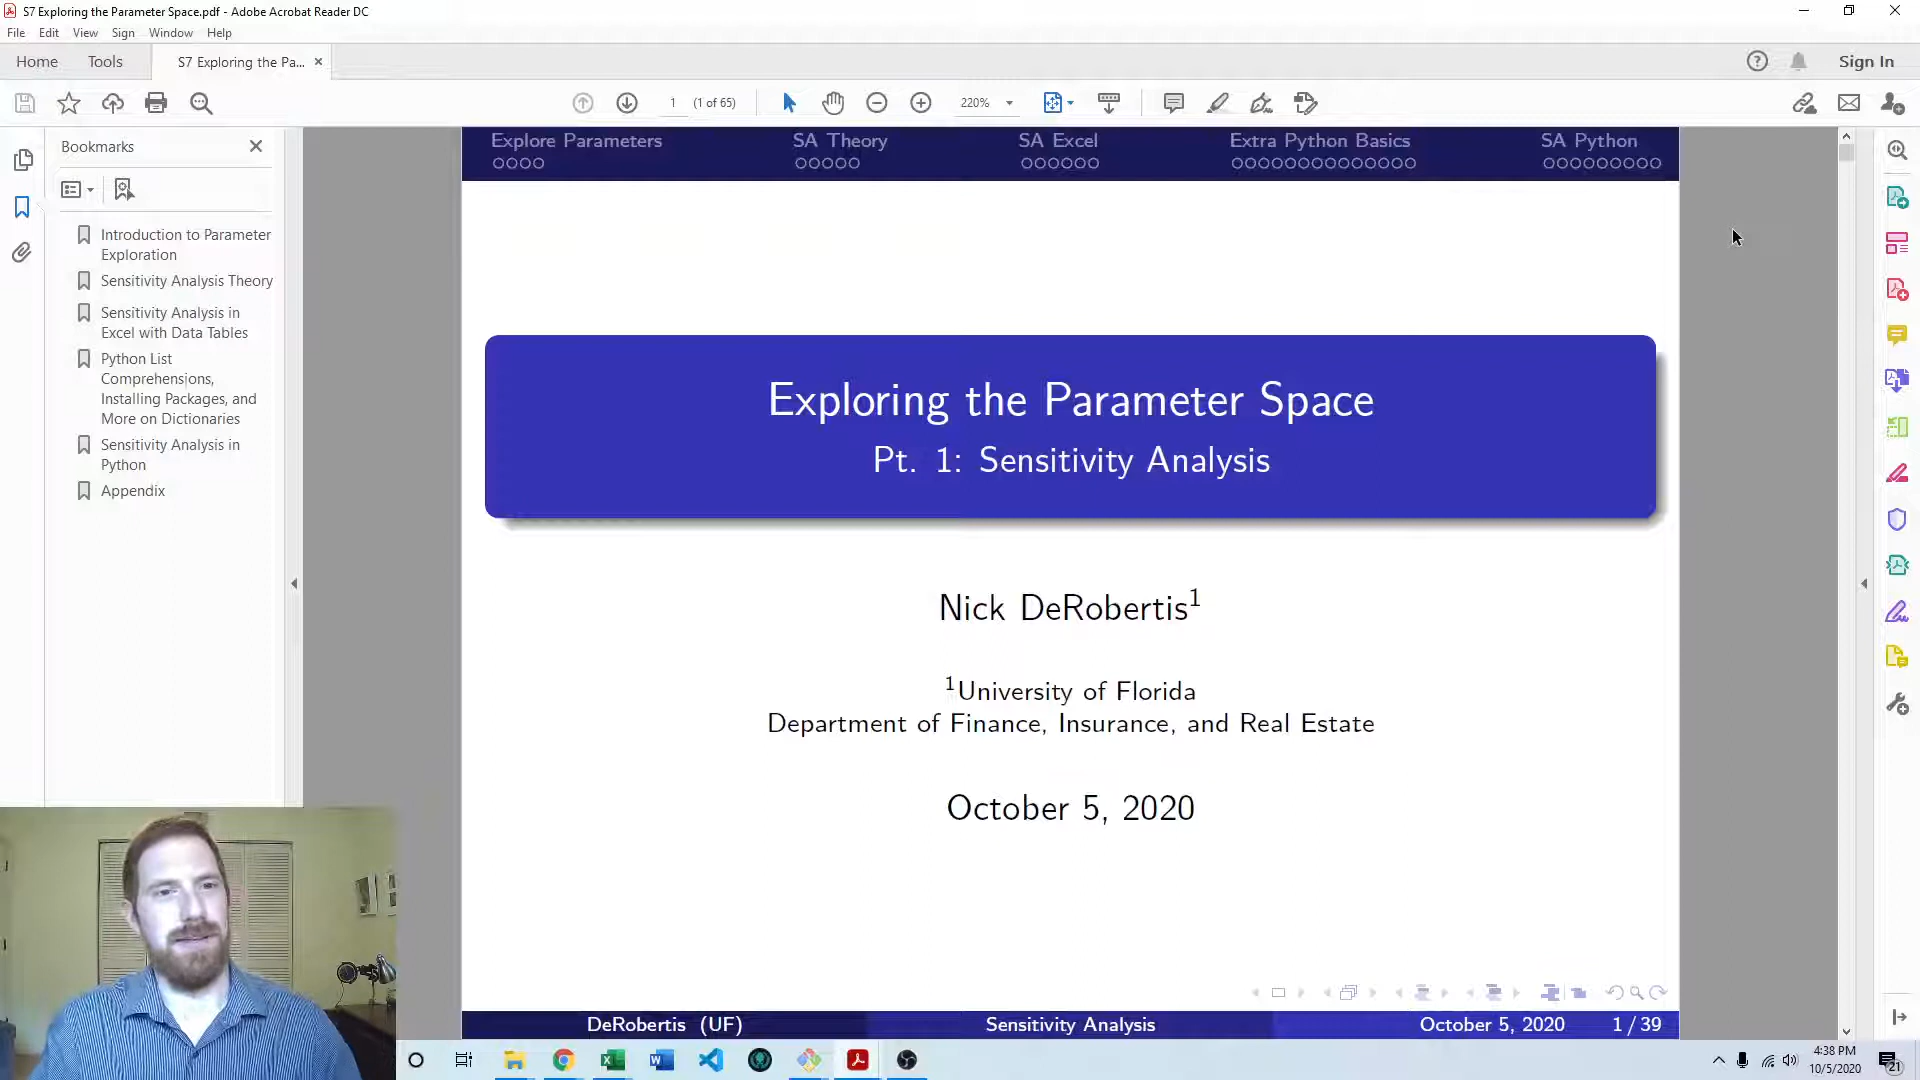 S7 Exploring the Parameter Space.pdf - Adobe Acrobat Reader DC
File Edit View Sign Window Help
Home Tools S7 Exploring the Pa... Sign In
1 (1 of 65) 220%
Bookmarks
Introduction to Parameter
Exploration
Sensitivity Analysis Theory
Sensitivity Analysis in
Excel with Data Tables
Python List
Comprehensions,
Installing Packages, and
More on Dictionaries
Sensitivity Analysis in
Python
Appendix
Explore Parameters SA Theory SA Excel Extra Python Basics SA Python
Exploring the Parameter Space
Pt. 1: Sensitivity Analysis
Nick DeRobertis1
1University of Florida
Department of Finance, Insurance, and Real Estate
October 5, 2020
DeRobertis (UF) Sensitivity Analysis October 5, 2020 1 / 39
4:38 PM
10/5/2020
21